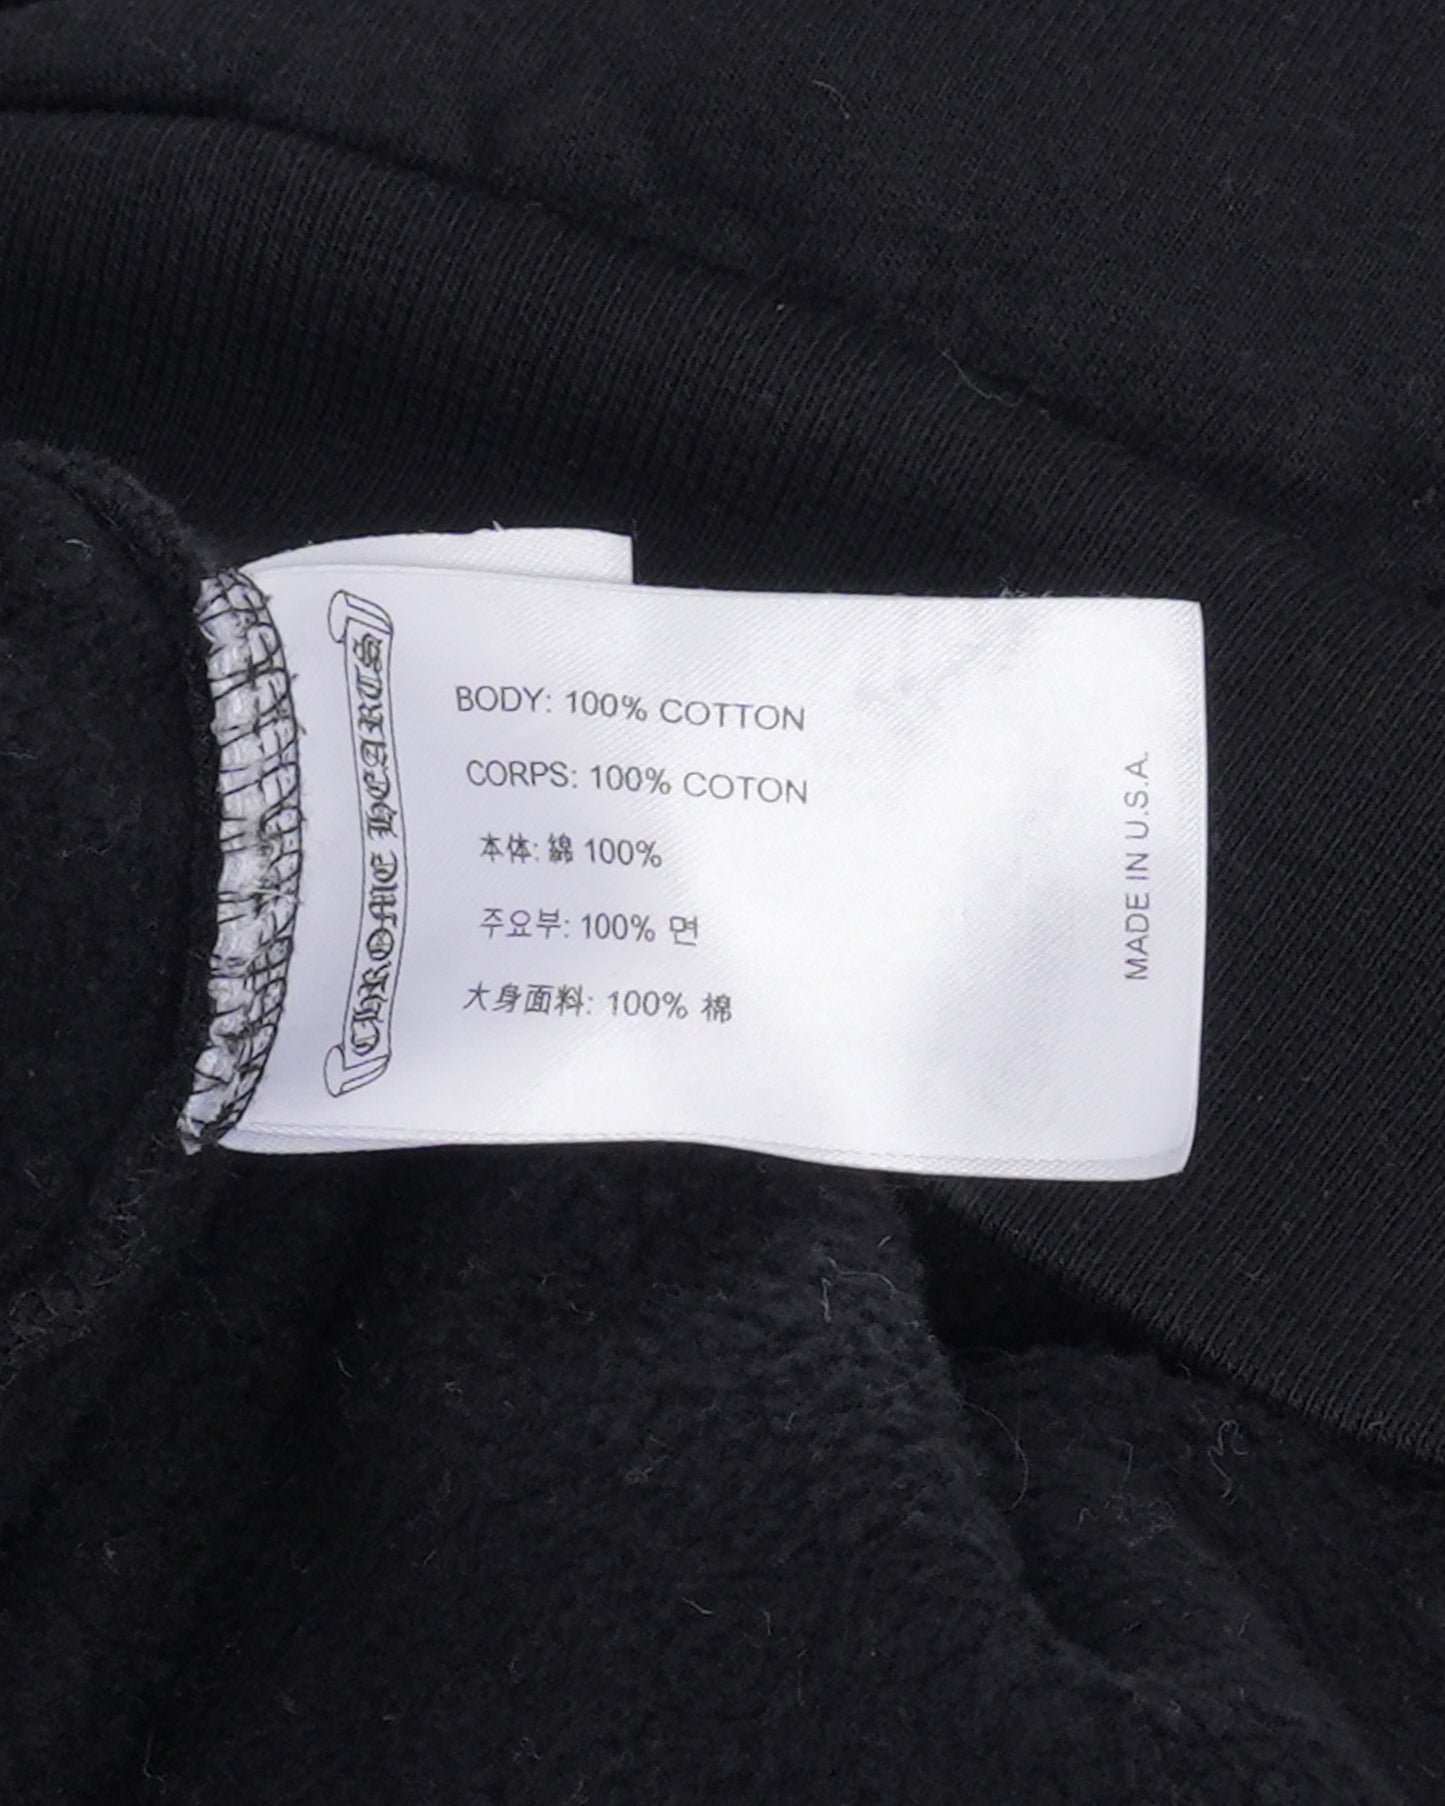 CHROME HEARTS
BODY: 100% COTTON
CORPS: 100% COTON
本体: 綿 100%
주요부: 100% 면
大身面料: 100% 棉
MADE IN U.S.A.